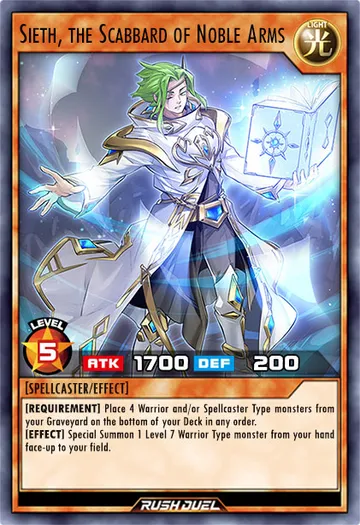 SIETH, THE SCABBARD OF NOBLE ARMS
LIGHT
光
LEVEL
5
ATK 1700 DEF 200
[SPELLCASTER/EFFECT]
[REQUIREMENT] Place 4 Warrior and/or Spellcaster Type monsters from
your Graveyard on the bottom of your Deck in any order.
[EFFECT] Special Summon 1 Level 7 Warrior Type monster from your hand
face-up to your field.
RUSH DUEL